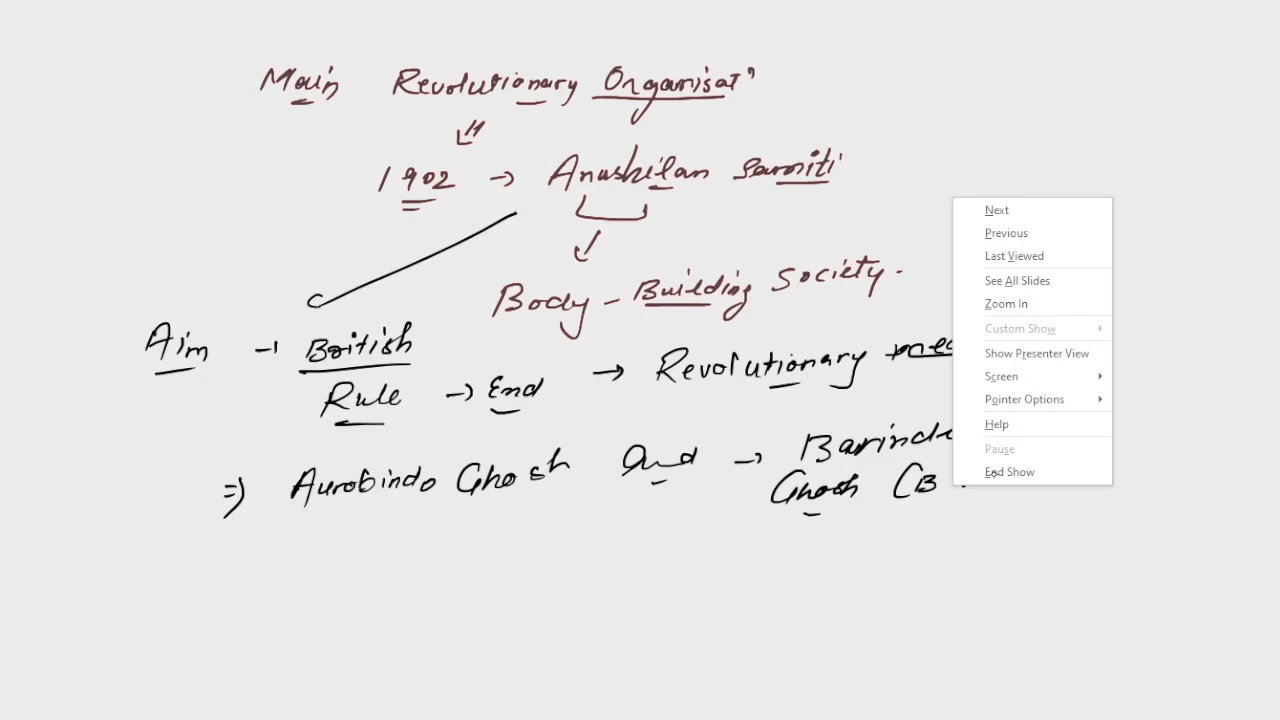 Main Revolutionary Organisat'
1902 → Anushilan Samiti
Body - Building Society.
Aim → British
Rule → End → Revolutionary
⇒ Aurobindo Ghosh and →
Ghosh (B
Next
Previous
Last Viewed
See All Slides
Zoom In
Custom Show
Show Presenter View
Screen
Pointer Options
Help
Pause
End Show